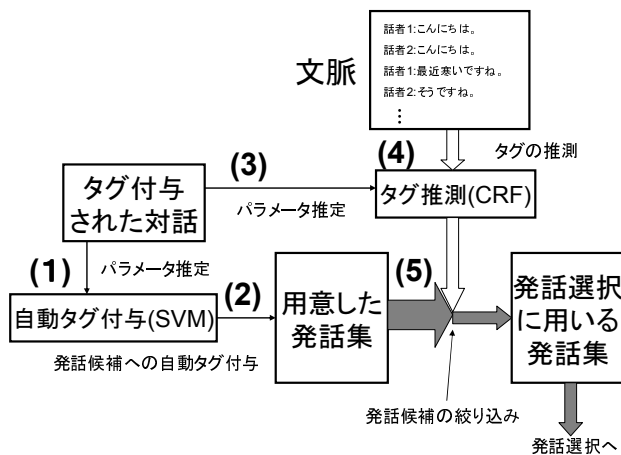 話者1:こんにちは。
話者2:こんにちは。
話者1:最近寒いですね。
話者2:そうですね。
⋮
文脈
(4)
タグの推測
(3)
タグ付与
された対話
パラメータ推定
タグ推測(CRF)
(1)
パラメータ推定
(2)
自動タグ付与(SVM)
発話候補への自動タグ付与
用意した
発話集
(5)
発話選択
に用いる
発話集
発話候補の絞り込み
発話選択へ